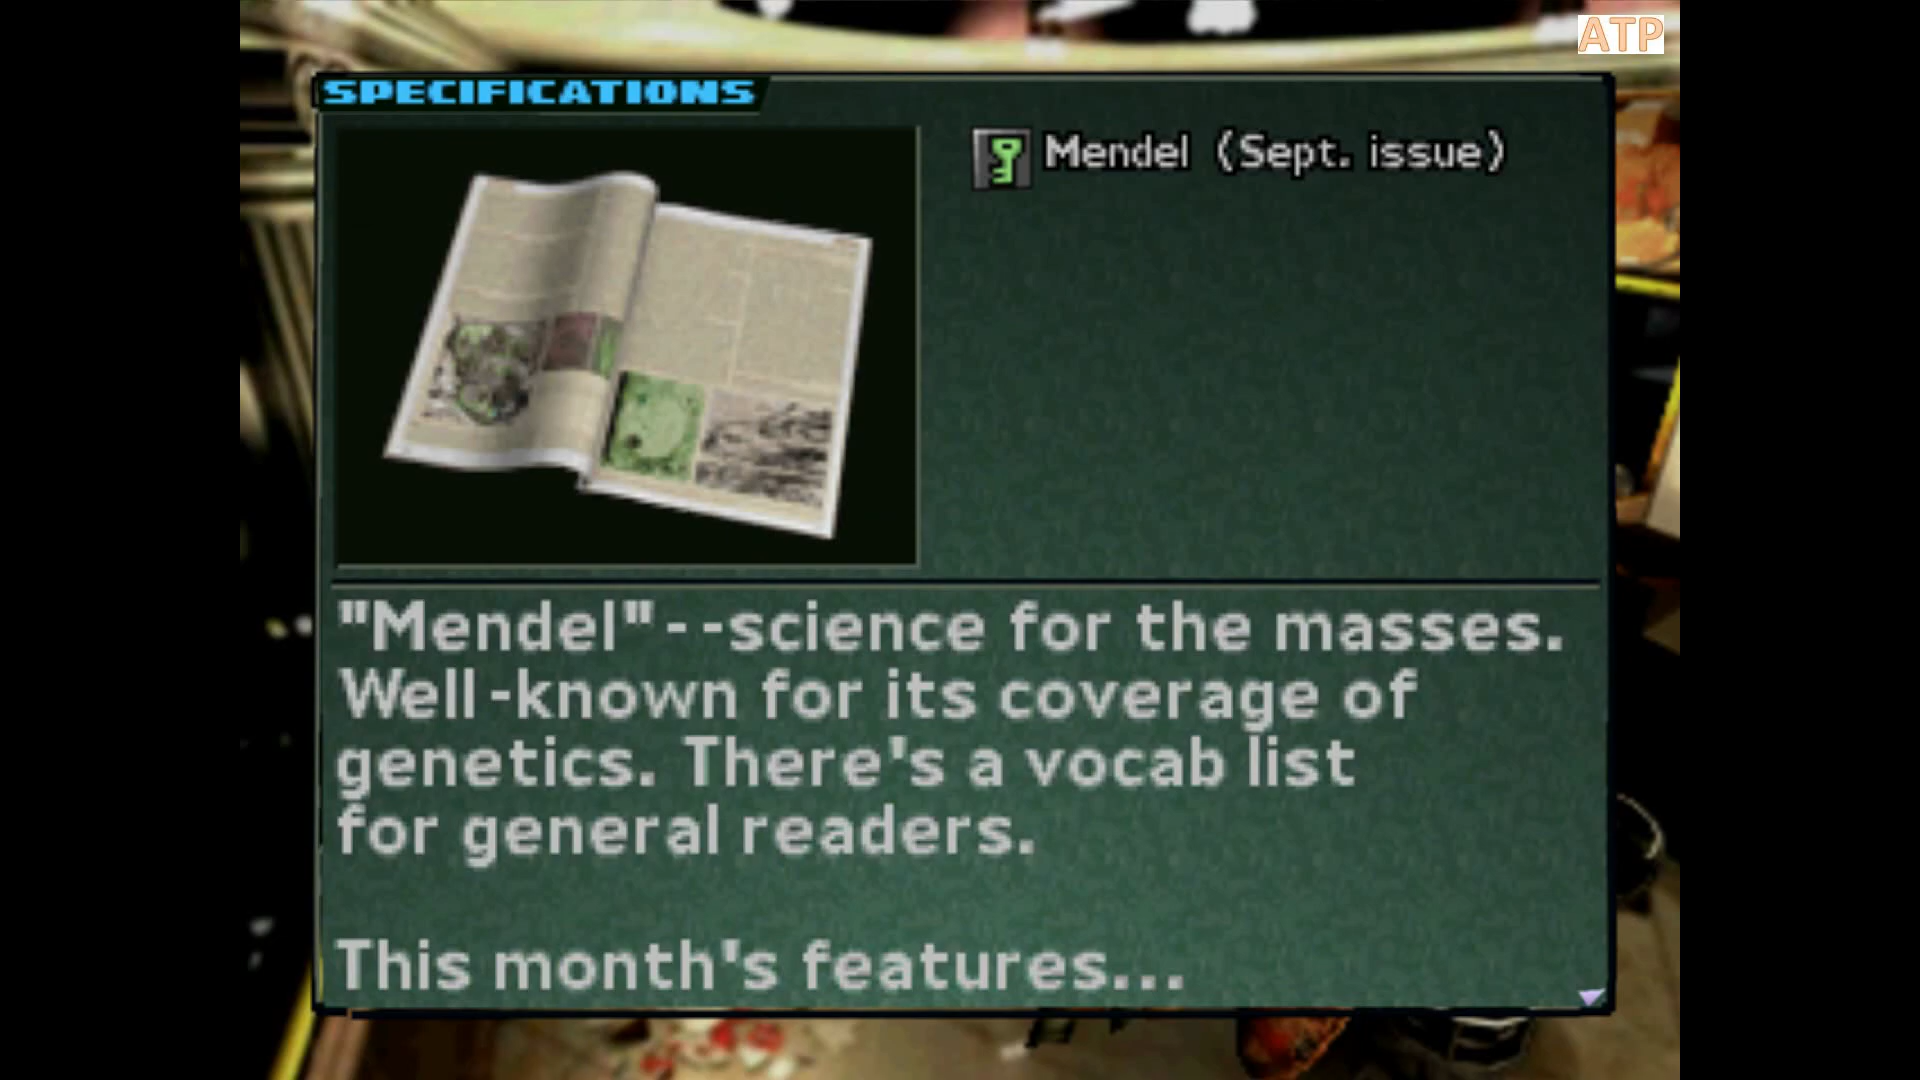 ATP
SPECIFICATIONS
Mendel (Sept. issue)
"Mendel"--science for the masses.
Well-known for its coverage of
genetics. There's a vocab list
for general readers.
This month's features...